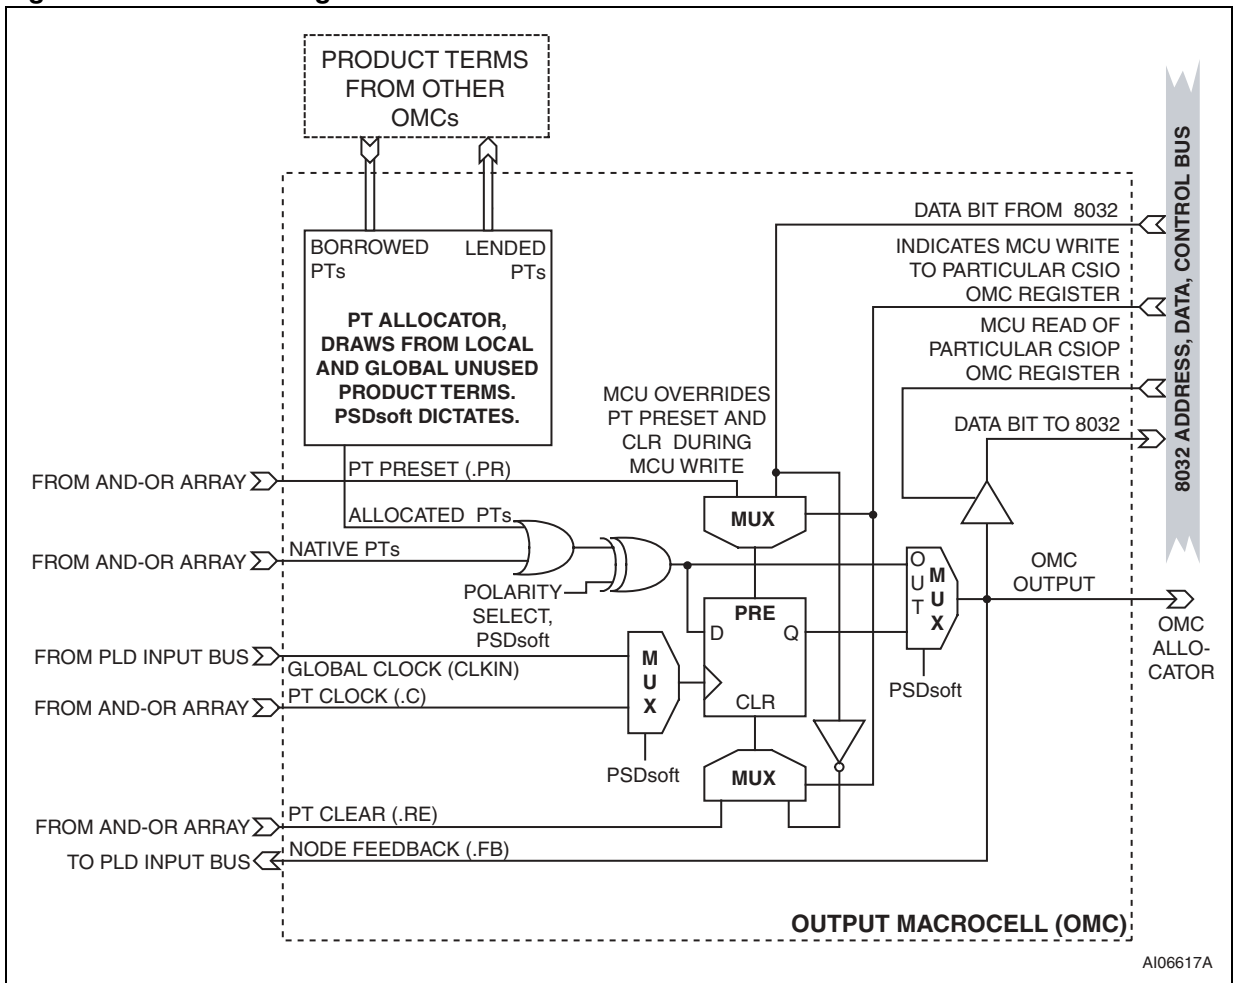 PRODUCT TERMS
FROM OTHER
OMCs
8032 ADDRESS, DATA, CONTROL BUS
DATA BIT FROM 8032
BORROWED
PTs
LENDED
PTs
INDICATES MCU WRITE
TO PARTICULAR CSIO
OMC REGISTER
PT ALLOCATOR,
DRAWS FROM LOCAL
AND GLOBAL UNUSED
PRODUCT TERMS.
PSDsoft DICTATES.
MCU READ OF
PARTICULAR CSIOP
OMC REGISTER
MCU OVERRIDES
PT PRESET AND
CLR DURING
MCU WRITE
DATA BIT TO 8032
FROM AND-OR ARRAY
PT PRESET (.PR)
MUX
ALLOCATED PTs
FROM AND-OR ARRAY
NATIVE PTs
POLARITY
SELECT,
PSDsoft
OUT
MUX
OMC
OUTPUT
OMC
ALLO-
CATOR
PRE
D
Q
FROM PLD INPUT BUS
GLOBAL CLOCK (CLKIN)
MUX
PSDsoft
FROM AND-OR ARRAY
PT CLOCK (.C)
CLR
PSDsoft
MUX
FROM AND-OR ARRAY
PT CLEAR (.RE)
TO PLD INPUT BUS
NODE FEEDBACK (.FB)
OUTPUT MACROCELL (OMC)
AI06617A